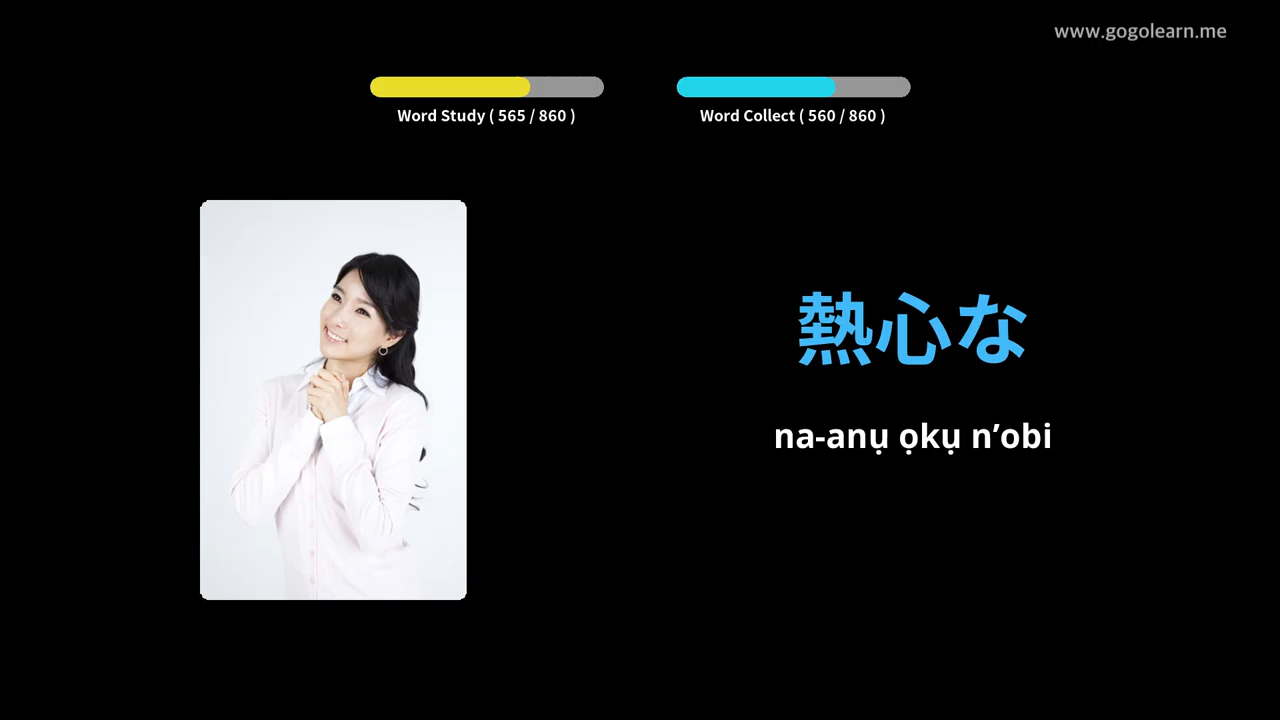 www.gogolearn.me
Word Study ( 565 / 860 )
Word Collect ( 560 / 860 )
熱心な
na-anụ ọkụ n’obi